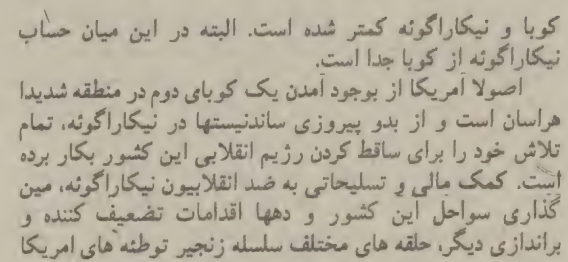 کوبا و نیکاراگوئه کمتر شده است. البته در این میان حساب
نیکاراگوئه از کوبا جدا است.
اصولا آمریکا از بوجود آمدن یک کوبای دوم در منطقه شدیدا
هراسان است و از بدو پیروزی ساندنیستها در نیکاراگوئه، تمام
تلاش خود را برای ساقط کردن رژیم انقلابی این کشور بکار برده
است. کمک مالی و تسلیحاتی به ضد انقلابیون نیکاراگوئه، مین
گذاری سواحل این کشور و دهها اقدامات تضعیف کننده و
براندازی دیگر، حلقه های مختلف سلسله زنجیر توطئه های امریکا